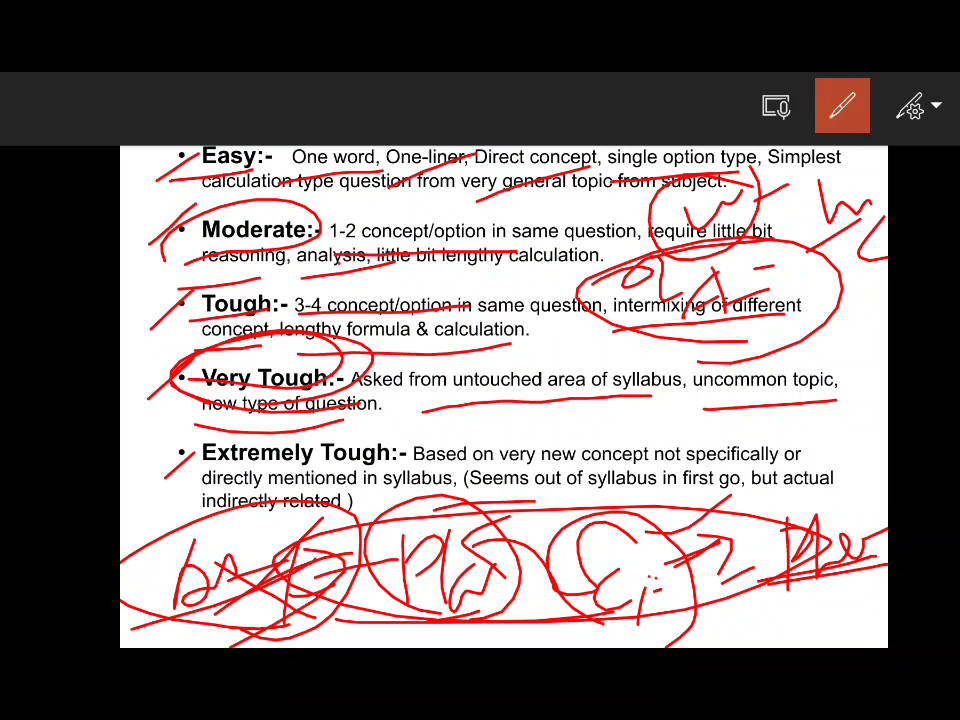 • Easy:- One word, One-liner, Direct concept, single option type, Simplest
calculation type question from very general topic from subject.
• Moderate:- 1-2 concept/option in same question, require little bit
reasoning, analysis, little bit lengthy calculation.
• Tough:- 3-4 concept/option in same question, intermixing of different
concept, lengthy formula & calculation.
• Very Tough:- Asked from untouched area of syllabus, uncommon topic,
new type of question.
• Extremely Tough:- Based on very new concept not specifically or
directly mentioned in syllabus, (Seems out of syllabus in first go, but actual
indirectly related )